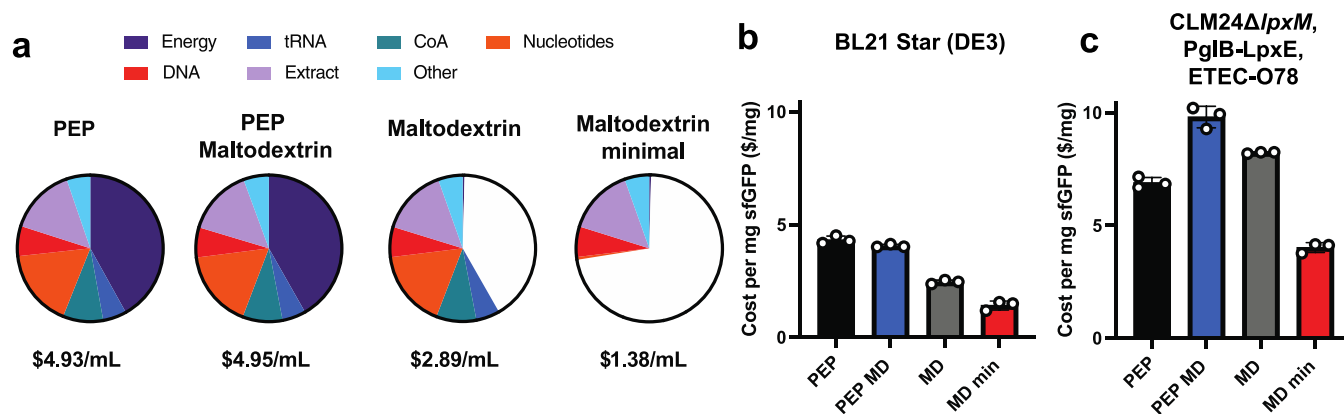 a
Energy tRNA CoA Nucleotides
DNA Extract Other
PEP
PEP
Maltodextrin
Maltodextrin
Maltodextrin
minimal
$4.93/mL $4.95/mL $2.89/mL $1.38/mL
b
BL21 Star (DE3)
Cost per mg sfGFP ($/mg)
10
5
0
PEP PEP MD MD MD min
c
CLM24ΔlpxM,
PglB-LpxE,
ETEC-O78
Cost per mg sfGFP ($/mg)
10
5
0
PEP PEP MD MD MD min